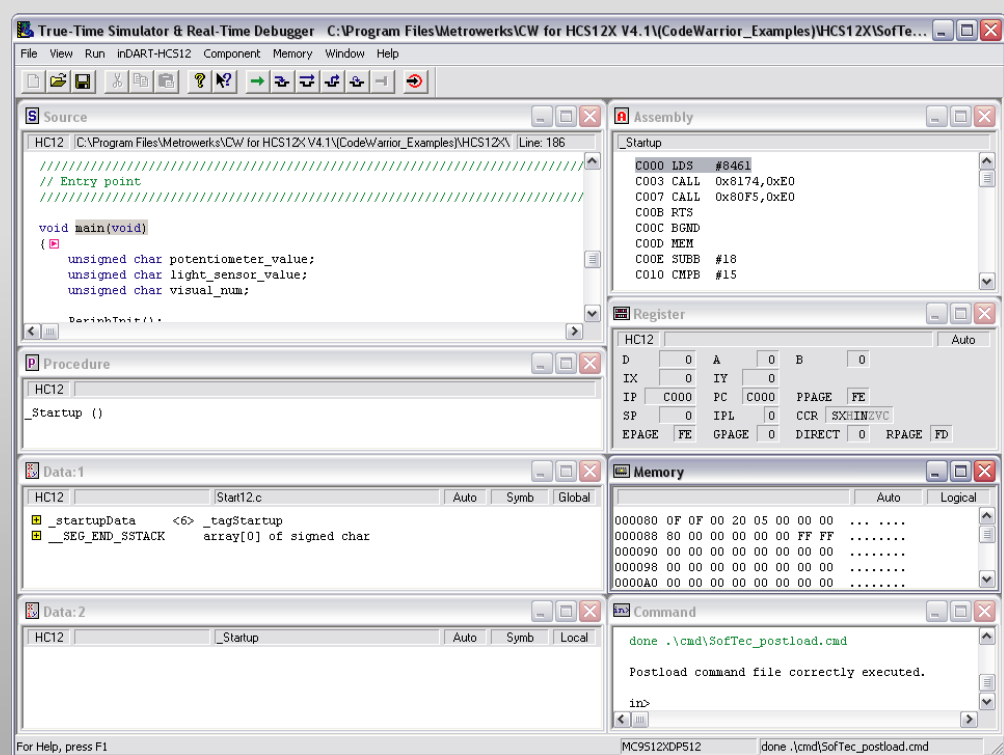 True-Time Simulator & Real-Time Debugger C:\Program Files\Metrowerks\CW for HCS12X V4.1\(CodeWarrior_Examples)\HCS12X\SofTe...
File View Run inDART-HCS12 Component Memory Window Help
Source
HC12 C:\Program Files\Metrowerks\CW for HCS12X V4.1\(CodeWarrior_Examples)\HCS12X\ Line: 186
////////////////////////////////////////////////////////////////////////////
// Entry point
////////////////////////////////////////////////////////////////////////////
void main(void)
{
unsigned char potentiometer_value;
unsigned char light_sensor_value;
unsigned char visual_num;
PeriphInit();
Assembly
_Startup
C000 LDS #8461
C003 CALL 0x8174,0xE0
C007 CALL 0x80F5,0xE0
C00B RTS
C00C BGND
C00D MEM
C00E SUBB #18
C010 CMPB #15
Register
HC12 Auto
D 0 A 0 B 0
IX 0 IY 0
IP C000 PC C000 PPAGE FE
SP 0 IPL 0 CCR SXHINZVC
EPAGE FE GPAGE 0 DIRECT 0 RPAGE FD
Procedure
HC12
_Startup ()
Data:1
HC12 Start12.c Auto Symb Global
_startupData <6> _tagStartup
__SEG_END_SSTACK array[0] of signed char
Memory
Auto Logical
000080 0F 0F 00 20 05 00 00 00 ... ....
000088 80 00 00 00 00 00 FF FF ........
000090 00 00 00 00 00 00 00 00 ........
000098 00 00 00 00 00 00 00 00 ........
0000A0 00 00 00 00 00 00 00 00 ........
Data:2
HC12 _Startup Auto Symb Local
Command
done .\cmd\SofTec_postload.cmd
Postload command file correctly executed.
in>
For Help, press F1
MC9S12XDP512 done .\cmd\SofTec_postload.cmd